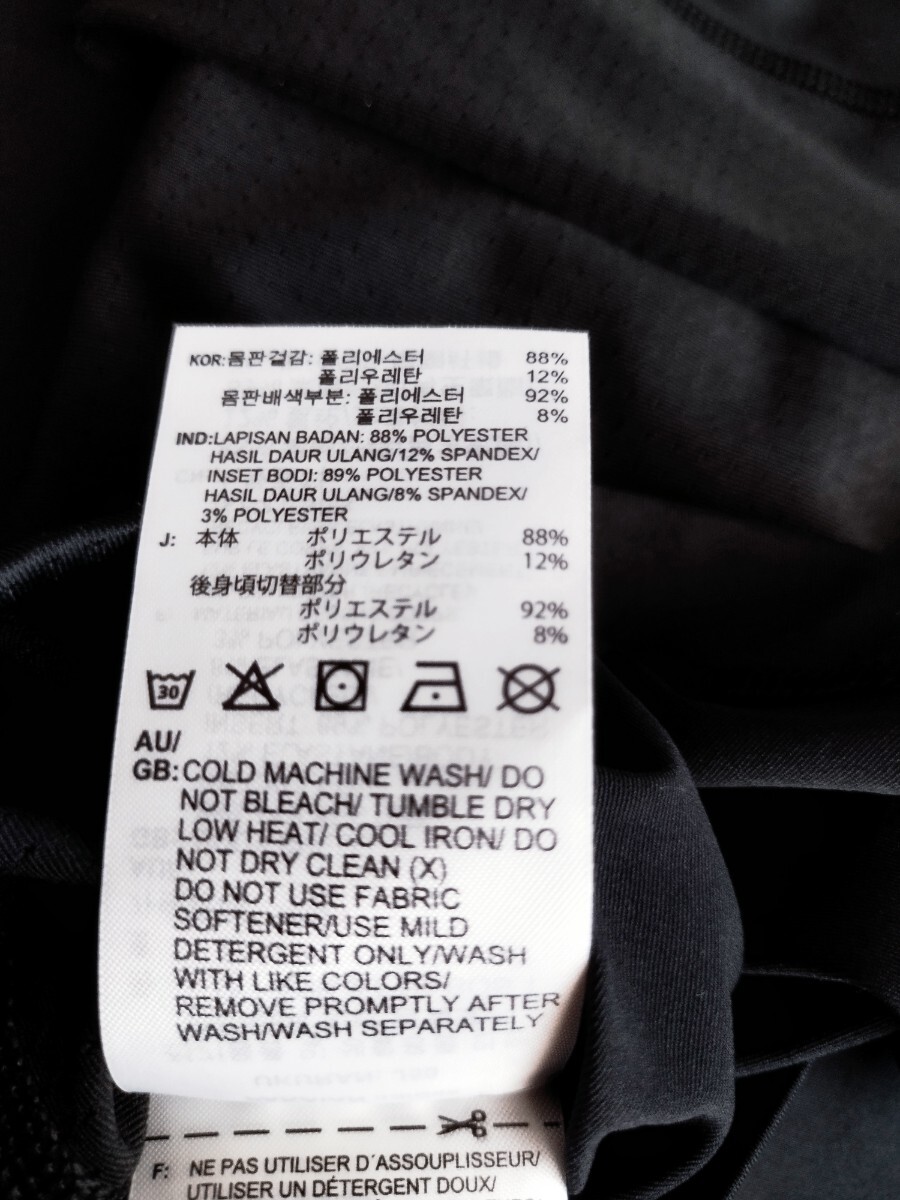 KOR:몸판겉감: 폴리에스터 88%
폴리우레탄 12%
몸판배색부분: 폴리에스터 92%
폴리우레탄 8%
IND:LAPISAN BADAN: 88% POLYESTER
HASIL DAUR ULANG/12% SPANDEX/
INSET BODI: 89% POLYESTER
HASIL DAUR ULANG/8% SPANDEX/
3% POLYESTER
J: 本体 ポリエステル 88%
ポリウレタン 12%
後身頃切替部分
ポリエステル 92%
ポリウレタン 8%
30
AU/
GB:COLD MACHINE WASH/ DO
NOT BLEACH/ TUMBLE DRY
LOW HEAT/ COOL IRON/ DO
NOT DRY CLEAN (X)
DO NOT USE FABRIC
SOFTENER/USE MILD
DETERGENT ONLY/WASH
WITH LIKE COLORS/
REMOVE PROMPTLY AFTER
WASH/WASH SEPARATELY
F: NE PAS UTILISER D´ASSOUPLISSEUR/
UTILISER UN DÉTERGENT DOUX/